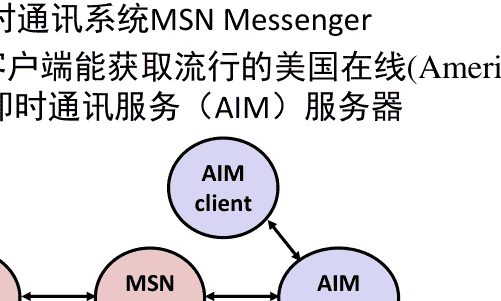 时通讯系统MSN Messenger
客户端能获取流行的美国在线(Ameri
即时通讯服务（AIM）服务器
AIM
client
MSN
AIM